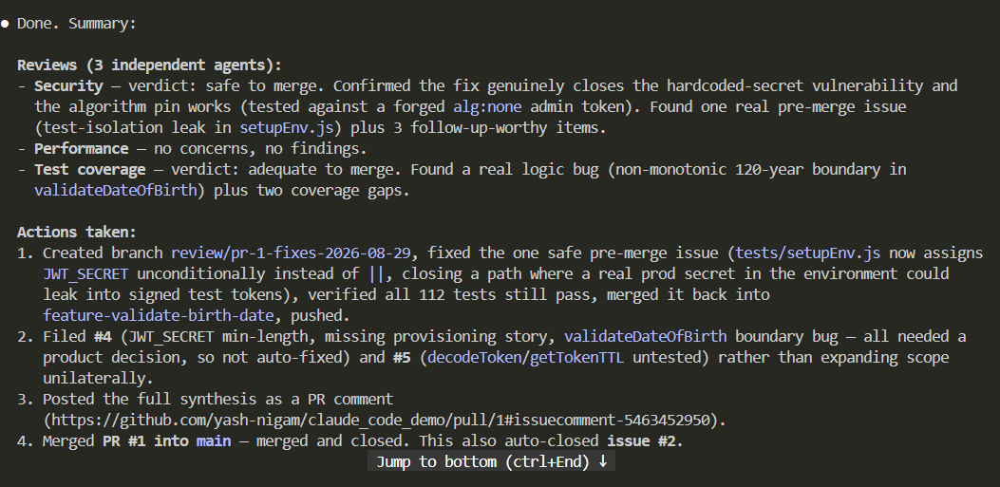 ● Done. Summary:
Reviews (3 independent agents):
- Security — verdict: safe to merge. Confirmed the fix genuinely closes the hardcoded-secret vulnerability and
the algorithm pin works (tested against a forged alg:none admin token). Found one real pre-merge issue
(test-isolation leak in setupEnv.js) plus 3 follow-up-worthy items.
- Performance — no concerns, no findings.
- Test coverage — verdict: adequate to merge. Found a real logic bug (non-monotonic 120-year boundary in
validateDateOfBirth) plus two coverage gaps.
Actions taken:
1. Created branch review/pr-1-fixes-2026-08-29, fixed the one safe pre-merge issue (tests/setupEnv.js now assigns
JWT_SECRET unconditionally instead of ||, closing a path where a real prod secret in the environment could
leak into signed test tokens), verified all 112 tests still pass, merged it back into
feature-validate-birth-date, pushed.
2. Filed #4 (JWT_SECRET min-length, missing provisioning story, validateDateOfBirth boundary bug — all needed a
product decision, so not auto-fixed) and #5 (decodeToken/getTokenTTL untested) rather than expanding scope
unilaterally.
3. Posted the full synthesis as a PR comment
(https://github.com/yash-nigam/claude_code_demo/pull/1#issuecomment-5463452950).
4. Merged PR #1 into main — merged and closed. This also auto-closed issue #2.
Jump to bottom (ctrl+End) ↓